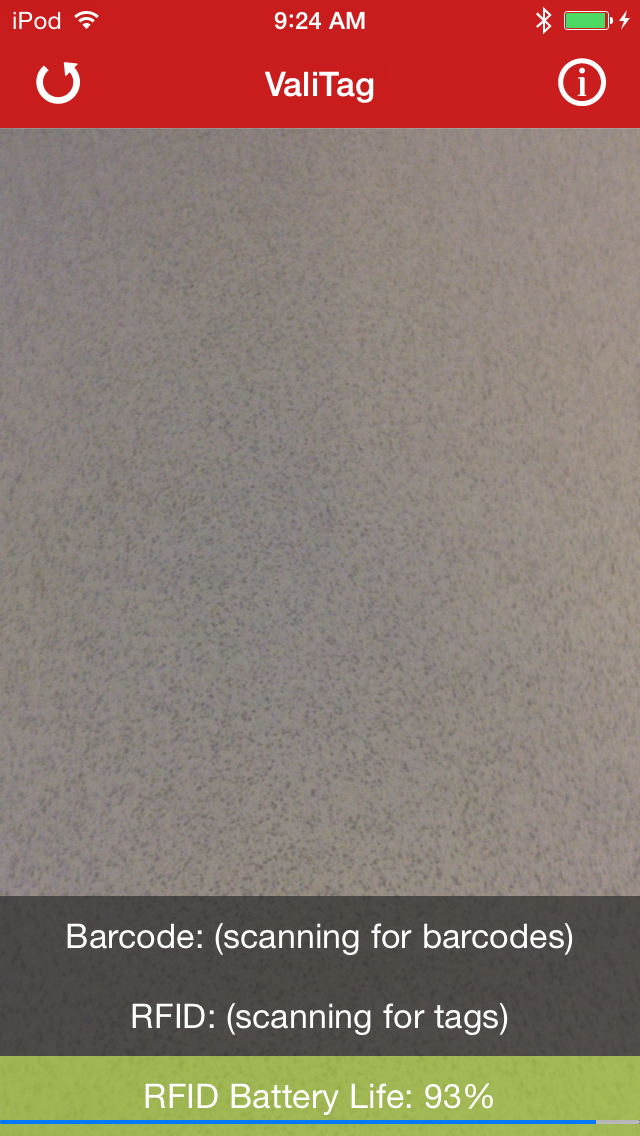 iPod 9:24 AM
ValiTag
i
Barcode: (scanning for barcodes)
RFID: (scanning for tags)
RFID Battery Life: 93%